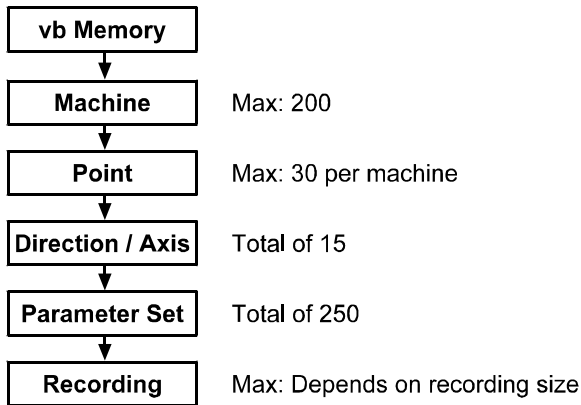 vb Memory
Machine Max: 200
Point Max: 30 per machine
Direction / Axis Total of 15
Parameter Set Total of 250
Recording Max: Depends on recording size